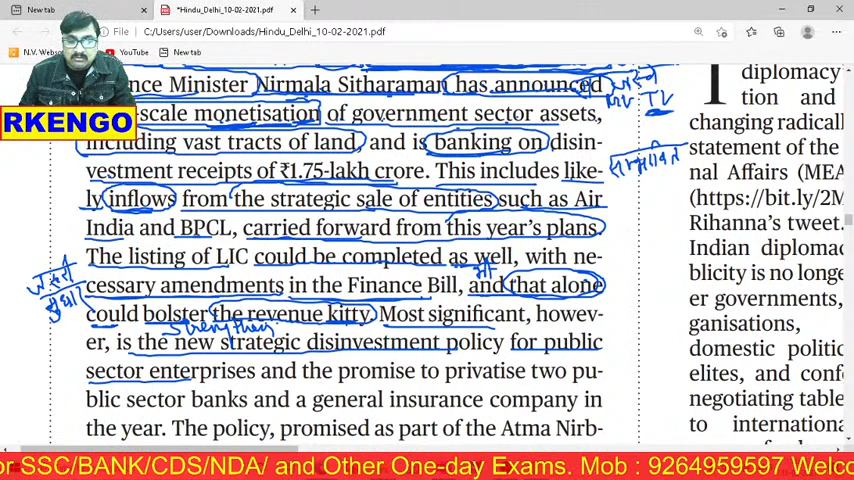 New tab
*Hindu_Delhi_10-02-2021.pdf
File
C:/Users/user/Downloads/Hindu_Delhi_10-02-2021.pdf
N.V. Webso
YouTube
New tab
RKENGO
nce Minister Nirmala Sitharaman has announced
scale monetisation of government sector assets,
including vast tracts of land, and is banking on disin-
vestment receipts of ₹1.75-lakh crore. This includes like-
ly inflows from the strategic sale of entities such as Air
India and BPCL, carried forward from this year's plans.
The listing of LIC could be completed as well, with ne-
cessary amendments in the Finance Bill, and that alone
could bolster the revenue kitty. Most significant, howev-
strengthen
er, is the new strategic disinvestment policy for public
sector enterprises and the promise to privatise two pu-
blic sector banks and a general insurance company in
the year. The policy, promised as part of the Atma Nirb-
TV
diplomacy
tion and
changing radicall
statement of the
nal Affairs (MEA
(https://bit.ly/2M
Rihanna's tweet.
Indian diplomac
blicity is no longe
er governments,
ganisations,
domestic politic
elites, and conf
negotiating table
to internationa
or SSC/BANK/CDS/NDA/ and Other One-day Exams. Mob : 9264959597 Welco